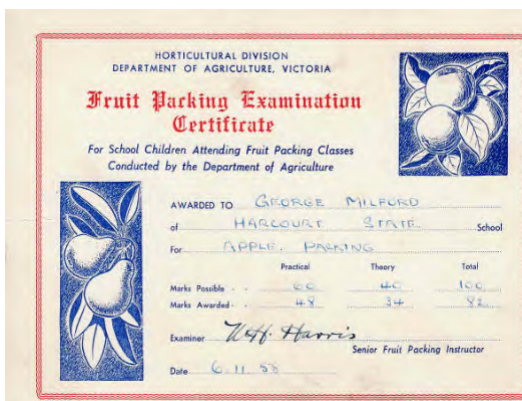 HORTICULTURAL DIVISION
DEPARTMENT OF AGRICULTURE, VICTORIA
Fruit Packing Examination
Certificate
For School Children Attending Fruit Packing Classes
Conducted by the Department of Agriculture
AWARDED TO GEORGE MILFORD
of HARCOURT STATE School
For APPLE. PACKING
Practical Theory Total
Marks Possible - - 60 40 100
Marks Awarded - - 48 34 82
Examiner Harris
Senior Fruit Packing Instructor
Date 6.11.58